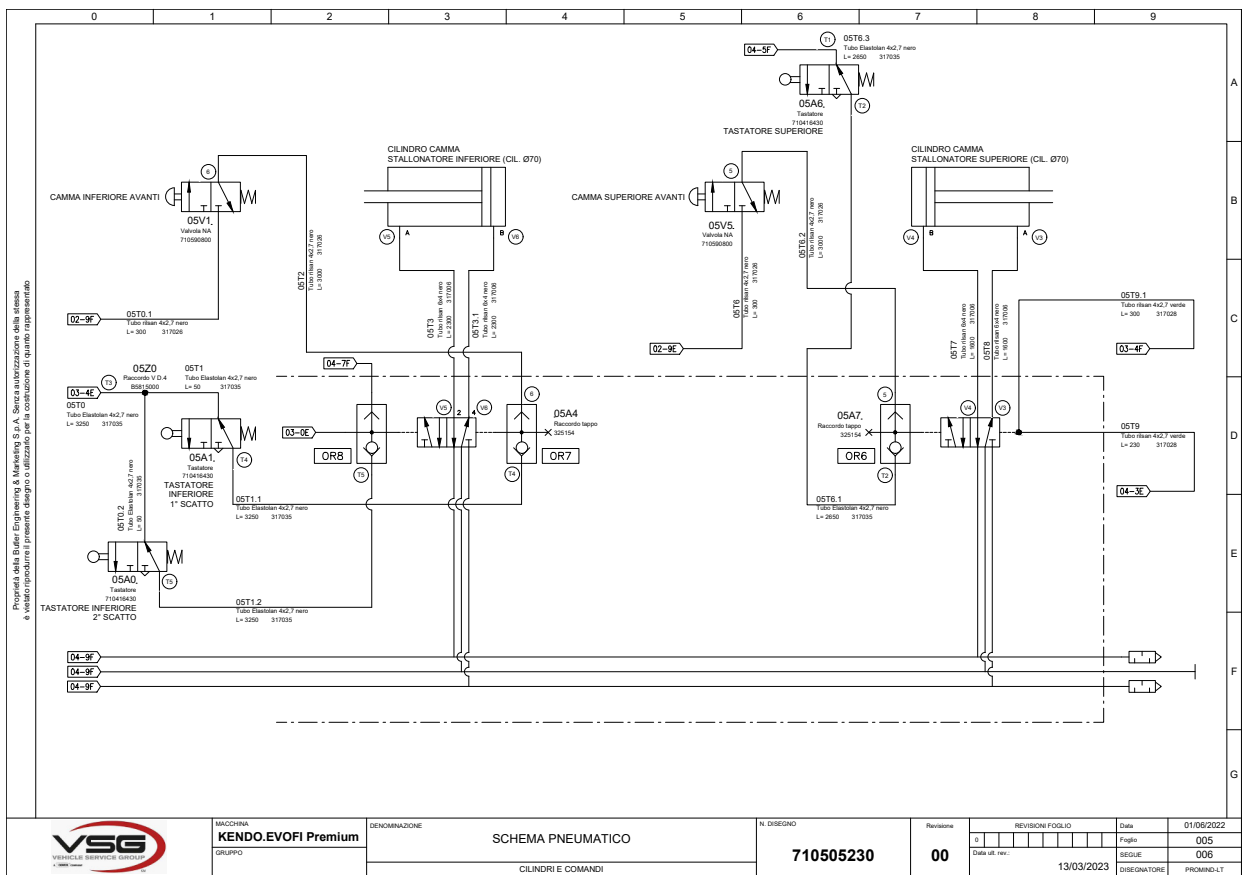 0 1 2 3 4 5 6 7 8 9
A
B
C
D
E
F
G
Proprietà della Butler Engineering & Marketing S.p.A. Senza autorizzazione della stessa
è vietato riprodurre il presente disegno o utilizzarlo per la costruzione di quanto rappresentato
04-5F
T1
05T6.3
Tubo Elastolan 4x2,7 nero
L= 2650 317035
05A6.
Tastatore
710416430
TASTATORE SUPERIORE
T2
CAMMA INFERIORE AVANTI
6
05V1.
Valvola NA
710590800
05T2
Tubo rilsan 4x2,7 nero
L= 3000 317026
CILINDRO CAMMA
STALLONATORE INFERIORE (CIL. Ø70)
V5
A
B
V6
05T3
Tubo rilsan 6x4 nero
L= 2300 317006
05T3.1
Tubo rilsan 6x4 nero
L= 2300 317006
CAMMA SUPERIORE AVANTI
5
05V5.
Valvola NA
710590800
05T6
Tubo rilsan 4x2,7 nero
L= 300 317026
05T6.2
Tubo rilsan 4x2,7 nero
L= 3000 317026
CILINDRO CAMMA
STALLONATORE SUPERIORE (CIL. Ø70)
V4
B
A
V3
05T7
Tubo rilsan 6x4 nero
L= 1600 317006
05T8
Tubo rilsan 6x4 nero
L= 1600 317006
05T9.1
Tubo rilsan 4x2,7 verde
L= 300 317028
03-4F
02-9F
05T0.1
Tubo rilsan 4x2,7 nero
L= 300 317026
02-9E
04-7F
03-4E
T3
05T0
Tubo Elastolan 4x2,7 nero
L= 3250 317035
05Z0
Raccordo V D.4
B5815000
05T1
Tubo Elastolan 4x2,7 nero
L= 50 317035
05A1.
Tastatore
710416430
TASTATORE
INFERIORE
1° SCATTO
T4
03-0E
OR8
T5
V5
2
4
V6
6
OR7
T4
05A4
Raccordo tappo
325154
05A7.
Raccordo tappo
325154
5
OR6
T2
V4
V3
05T9
Tubo rilsan 4x2,7 verde
L= 230 317028
04-3E
05T0.2
Tubo Elastolan 4x2,7 nero
L= 50 317035
05T1.1
Tubo Elastolan 4x2,7 nero
L= 3250 317035
05T6.1
Tubo Elastolan 4x2,7 nero
L= 2650 317035
05A0.
Tastatore
710416430
TASTATORE INFERIORE
2° SCATTO
T5
05T1.2
Tubo Elastolan 4x2,7 nero
L= 3250 317035
04-9F
04-9F
04-9F
VSG
VEHICLE SERVICE GROUP
MACCHINA
KENDO.EVOFI Premium
GRUPPO
DENOMINAZIONE
SCHEMA PNEUMATICO
CILINDRI E COMANDI
N. DISEGNO
710505230
Revisione
00
REVISIONI FOGLIO
0
Data ult. rev.:
13/03/2023
Data 01/06/2022
Foglio 005
SEGUE 006
DISEGNATORE PROMIND-LT